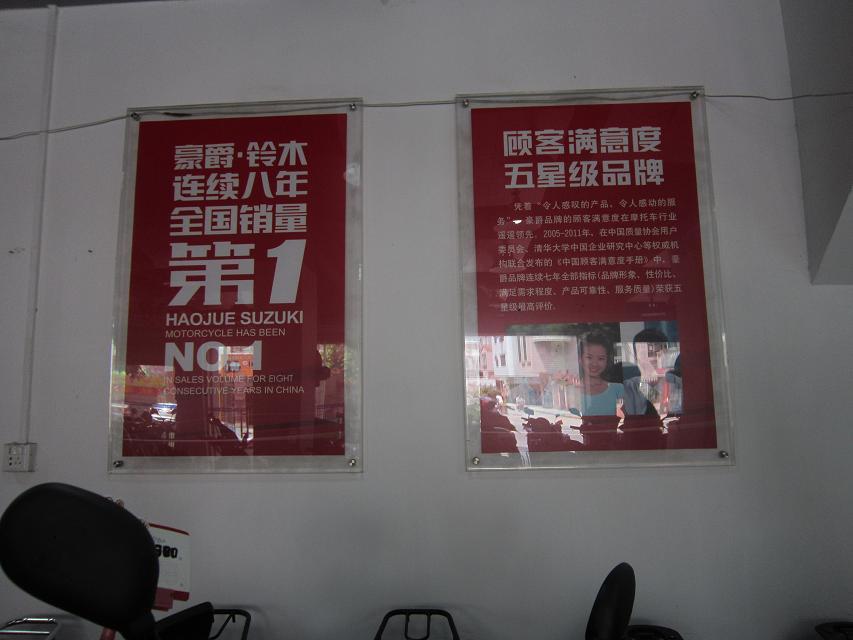 豪爵·铃木
连续八年
全国销量
第1
HAOJUE SUZUKI
MOTORCYCLE HAS BEEN
NO.1
IN SALES VOLUME FOR EIGHT
CONSECUTIVE YEARS IN CHINA
顾客满意度
五星级品牌
凭着“令人感叹的产品、令人感动的服
务”，豪爵品牌的顾客满意度在摩托车行业
遥遥领先。2005-2011年，在中国质量协会用户
委员会、清华大学中国企业研究中心等权威机
构联合发布的《中国顾客满意度手册》中，豪
爵品牌连续七年全部指标(品牌形象、性价比、
满足需求程度、产品可靠性、服务质量)荣获五
星级最高评价。